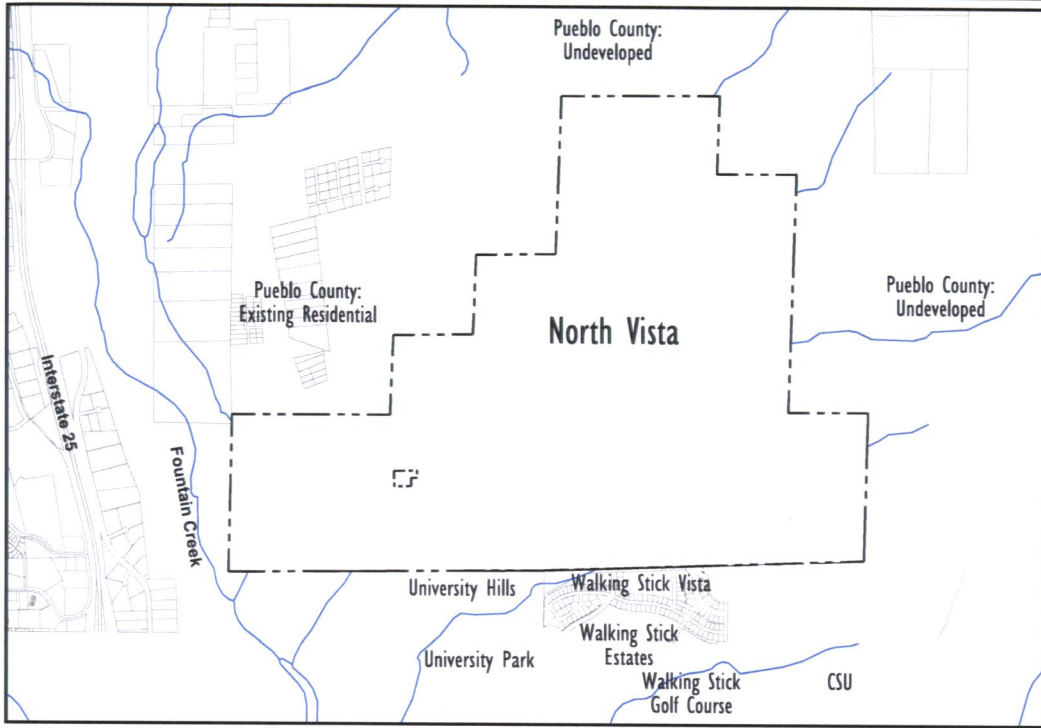 Pueblo County:
Undeveloped
Pueblo County:
Existing Residential
Pueblo County:
Undeveloped
North Vista
Interstate 25
Fountain Creek
University Hills
Walking Stick Vista
Walking Stick
Estates
University Park
Walking Stick
Golf Course
CSU